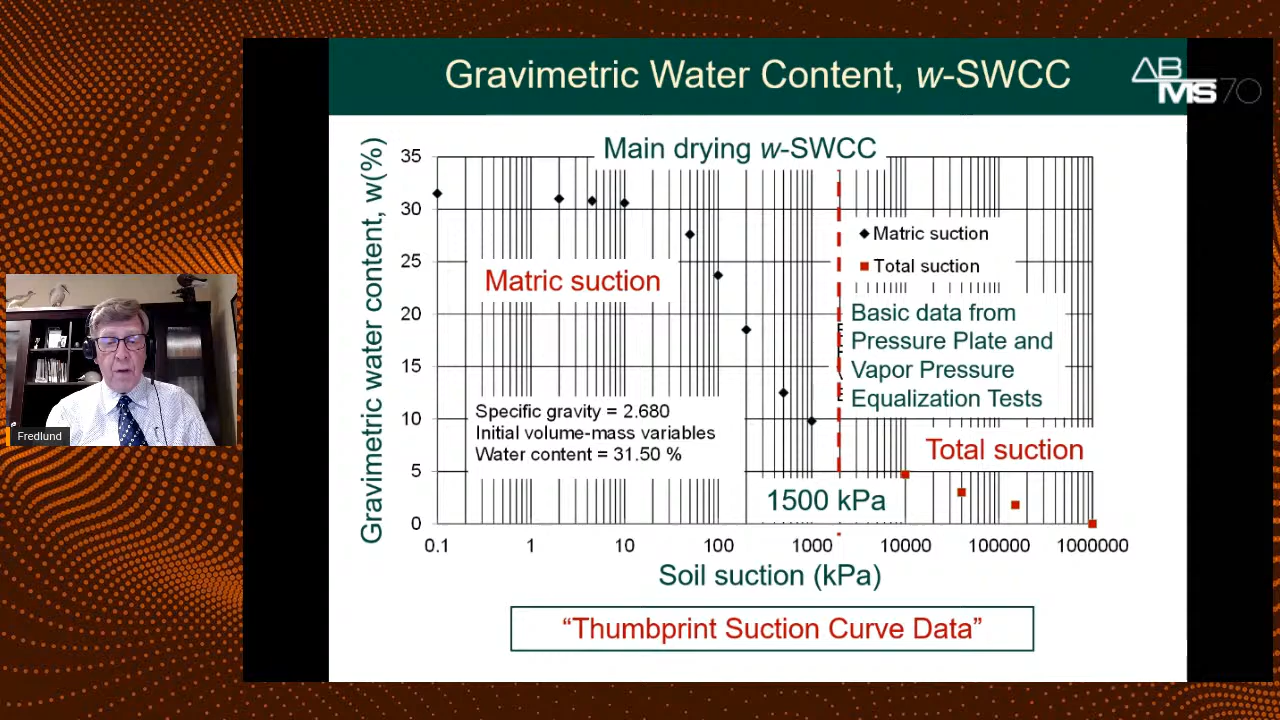 Gravimetric Water Content, w-SWCC
ABMS70
Main drying w-SWCC
Gravimetric water content, w(%)
35
30
25
20
15
10
5
0
Matric suction
Total suction
Matric suction
Basic data from
Pressure Plate and
Vapor Pressure
Equalization Tests
Specific gravity = 2.680
Initial volume-mass variables
Water content = 31.50 %
Total suction
1500 kPa
0.1 1 10 100 1000 10000 100000 1000000
Soil suction (kPa)
“Thumbprint Suction Curve Data”
Fredlund